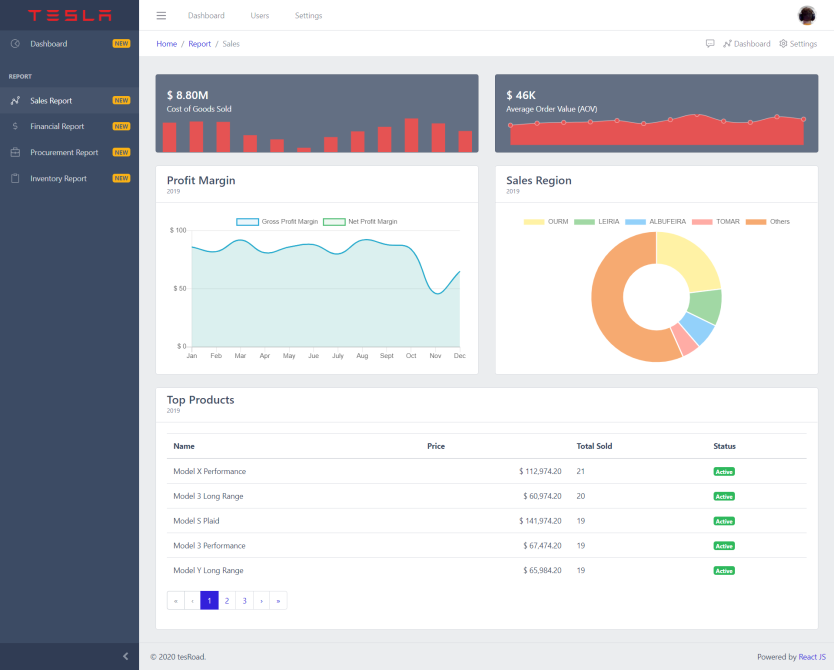 TESLA
Dashboard Users Settings
Dashboard NEW
Home / Report / Sales
Dashboard Settings
REPORT
Sales Report NEW
Financial Report NEW
Procurement Report NEW
Inventory Report NEW
$ 8.80M
Cost of Goods Sold
$ 46K
Average Order Value (AOV)
Profit Margin
2019
Gross Profit Margin Net Profit Margin
$ 100
$ 50
$ 0
Jan Feb Mar Apr May Jue July Aug Sept Oct Nov Dec
Sales Region
2019
OURM LEIRIA ALBUFEIRA TOMAR Others
Top Products
2019
Name Price Total Sold Status
Model X Performance $ 112,974.20 21 Active
Model 3 Long Range $ 60,974.20 20 Active
Model S Plaid $ 141,974.20 19 Active
Model 3 Performance $ 67,474.20 19 Active
Model Y Long Range $ 65,984.20 19 Active
« ‹ 1 2 3 › »
© 2020 tesRoad.
Powered by React JS